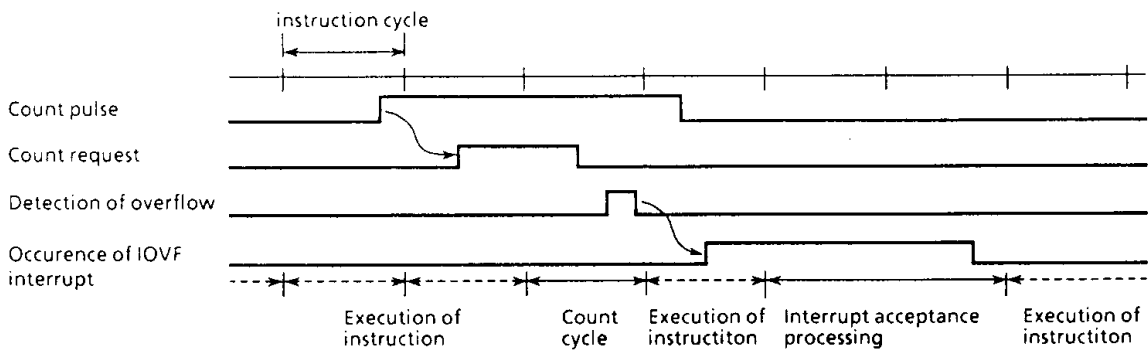 instruction cycle
Count pulse
Count request
Detection of overflow
Occurence of IOVF
interrupt
Execution of
instruction
Count
cycle
Execution of
instructiton
Interrupt acceptance
processing
Execution of
instructiton